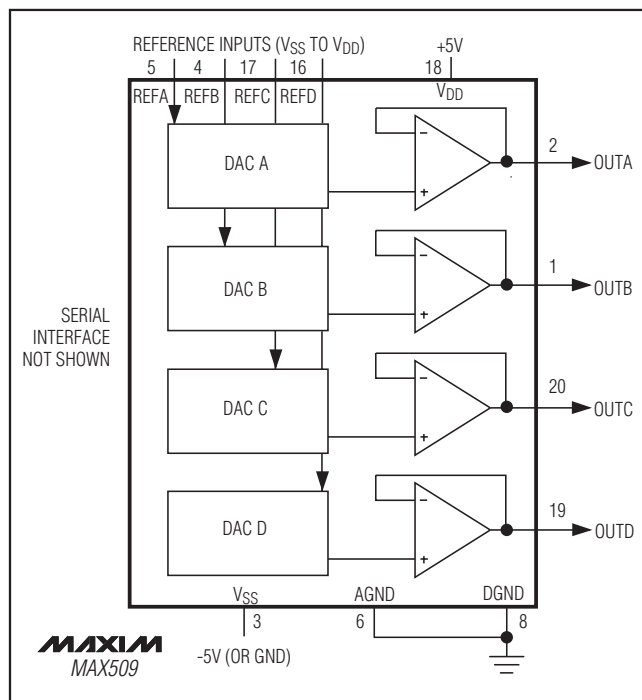 REFERENCE INPUTS (VSS TO VDD)
5 4 17 16
+5V
18
REFA REFB REFC REFD
VDD
DAC A
−
+
2
OUTA
DAC B
−
+
1
OUTB
SERIAL
INTERFACE
NOT SHOWN
DAC C
−
+
20
OUTC
DAC D
−
+
19
OUTD
VSS
AGND
DGND
3
6
8
-5V (OR GND)
MAXIM
MAX509